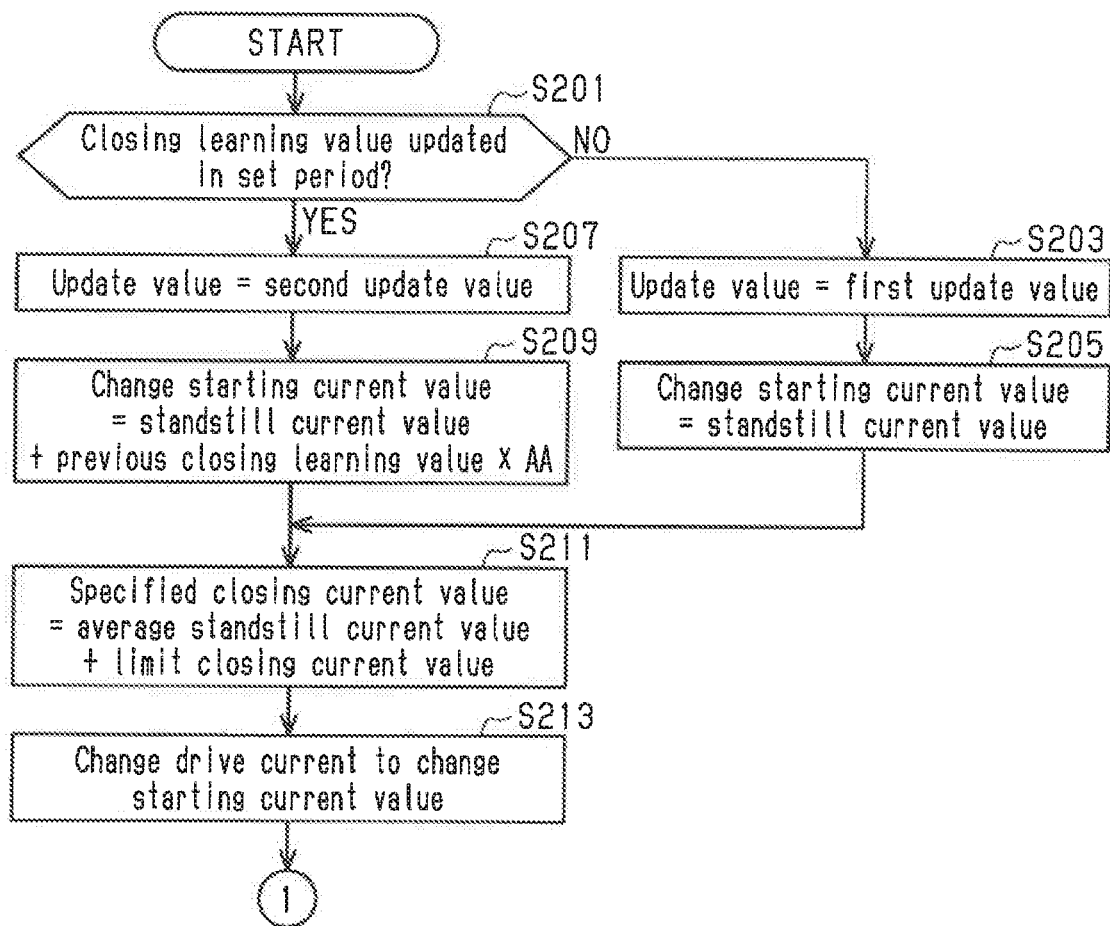 START
S201
Closing learning value updated
in set period?
NO
YES
S207
Update value = second update value
S203
Update value = first update value
S209
Change starting current value
= standstill current value
+ previous closing learning value X AA
S205
Change starting current value
= standstill current value
S211
Specified closing current value
= average standstill current value
+ limit closing current value
S213
Change drive current to change
starting current value
1